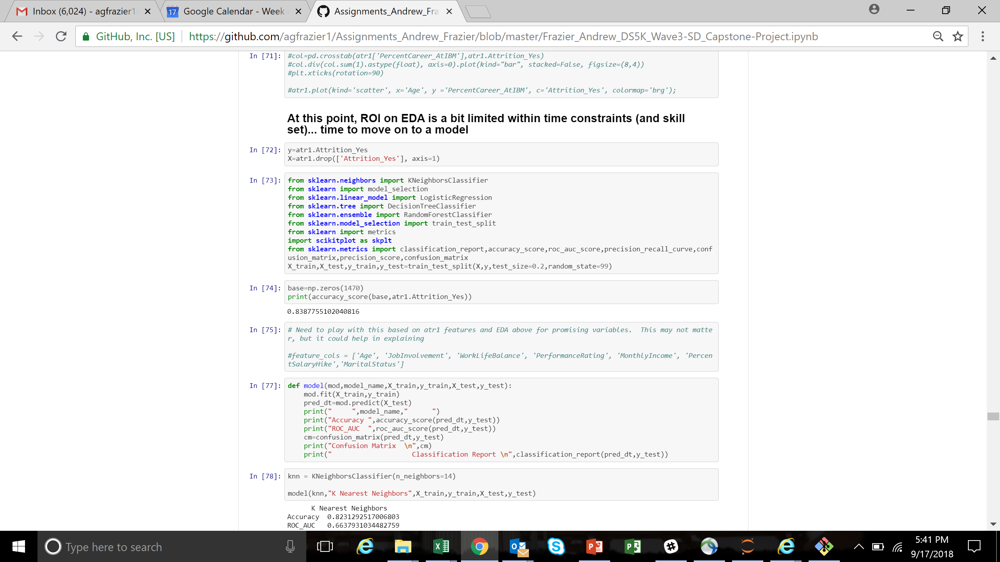 Inbox (6,024) - agfrazier1
Google Calendar - Week
Assignments_Andrew_Fra
GitHub, Inc. [US]
https://github.com/agfrazier1/Assignments_Andrew_Frazier/blob/master/Frazier_Andrew_DS5K_Wave3-SD_Capstone-Project.ipynb
In [71]:
#col=pd.crosstab(atr1['PercentCareer_AtIBM'],atr1.Attrition_Yes)
#col.div(col.sum(1).astype(float), axis=0).plot(kind="bar", stacked=False, figsize=(8,4))
#plt.xticks(rotation=90)
#atr1.plot(kind='scatter', x='Age', y ='PercentCareer_AtIBM', c='Attrition_Yes', colormap='brg');
At this point, ROI on EDA is a bit limited within time constraints (and skill
set)... time to move on to a model
In [72]:
y=atr1.Attrition_Yes
X=atr1.drop(['Attrition_Yes'], axis=1)
In [73]:
from sklearn.neighbors import KNeighborsClassifier
from sklearn import model_selection
from sklearn.linear_model import LogisticRegression
from sklearn.tree import DecisionTreeClassifier
from sklearn.ensemble import RandomForestClassifier
from sklearn.model_selection import train_test_split
from sklearn import metrics
import scikitplot as skplt
from sklearn.metrics import classification_report,accuracy_score,roc_auc_score,precision_recall_curve,conf
usion_matrix,precision_score,confusion_matrix
X_train,X_test,y_train,y_test=train_test_split(X,y,test_size=0.2,random_state=99)
In [74]:
base=np.zeros(1470)
print(accuracy_score(base,atr1.Attrition_Yes))
0.8387755102040816
In [75]:
# Need to play with this based on atr1 features and EDA above for promising variables.  This may not matte
r, but it could help in explaining
#feature_cols = ['Age', 'JobInvolvement', 'WorkLifeBalance', 'PerformanceRating', 'MonthlyIncome', 'Percen
tSalaryHike','MaritalStatus']
In [77]:
def model(mod,model_name,X_train,y_train,X_test,y_test):
    mod.fit(X_train,y_train)
    pred_dt=mod.predict(X_test)
    print("     ",model_name,"      ")
    print("Accuracy ",accuracy_score(pred_dt,y_test))
    print("ROC_AUC  ",roc_auc_score(pred_dt,y_test))
    cm=confusion_matrix(pred_dt,y_test)
    print("Confusion Matrix  \n",cm)
    print("                    Classification Report \n",classification_report(pred_dt,y_test))
In [78]:
knn = KNeighborsClassifier(n_neighbors=14)
model(knn,"K Nearest Neighbors",X_train,y_train,X_test,y_test)
      K Nearest Neighbors
Accuracy  0.8231292517006803
ROC_AUC   0.6637931034482759
Type here to search
5:41 PM
9/17/2018